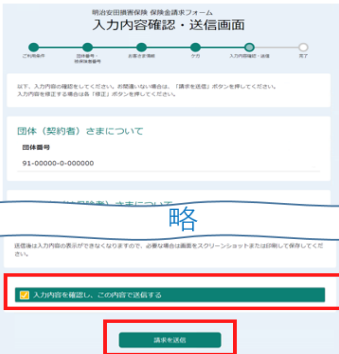 明治安田損害保険 保険金請求フォーム
入力内容確認・送信画面
ご利用条件
団体番号・
被保険者番号
お客さま情報
ケガ
入力内容確認・送信
完了
以下、入力内容の確認をしてください。お間違いない場合は、「請求を送信」ボタンを押してください。
入力内容を修正する場合は各「修正」ボタンを押してください。
団体（契約者）さまについて
団体番号
91-00000-0-000000
略
送信後は入力内容の表示ができなくなりますので、必要な場合は画面をスクリーンショットまたは印刷して保存してください。
入力内容を確認し、この内容で送信する
請求を送信